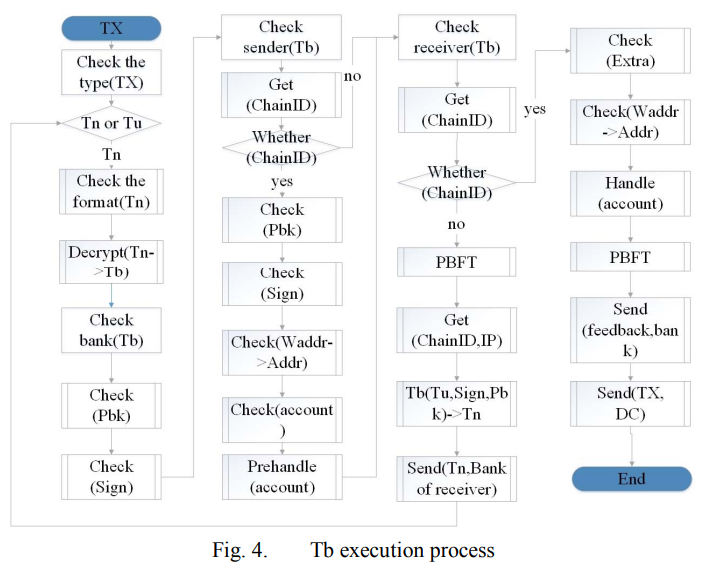 TX
Check the
type(TX)
Tn or Tu
Tn
Check the
format(Tn)
Decrypt(Tn-
>Tb)
Check
bank(Tb)
Check
(Pbk)
Check
(Sign)
Check
sender(Tb)
no
Get
(ChainID)
Whether
(ChainID)
yes
Check
(Pbk)
Check
(Sign)
Check(Waddr-
>Addr)
Check(account
)
Prehandle
(account)
Check
receiver(Tb)
Get
(ChainID)
yes
Whether
(ChainID)
no
PBFT
Get
(ChainID,IP)
Tb(Tu,Sign,Pb
k)->Tn
Send(Tn,Bank
of receiver)
Check
(Extra)
Check(Waddr
->Addr)
Handle
(account)
PBFT
Send
(feedback,ban
k)
Send(TX,
DC)
End
Fig. 4. Tb execution process